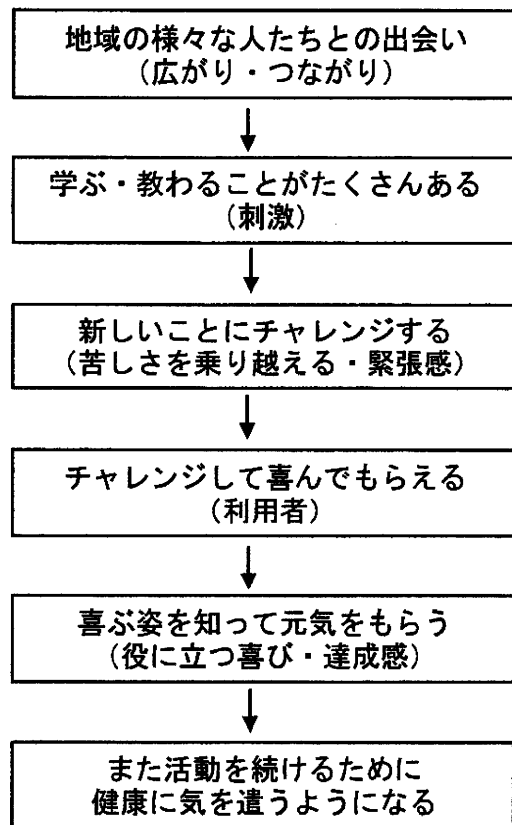 地域の様々な人たちとの出会い
(広がり・つながり)
学ぶ・教わることがたくさんある
(刺激)
新しいことにチャレンジする
(苦しさを乗り越える・緊張感)
チャレンジして喜んでもらえる
(利用者)
喜ぶ姿を知って元気をもらう
(役に立つ喜び・達成感)
また活動を続けるために
健康に気を遣うようになる